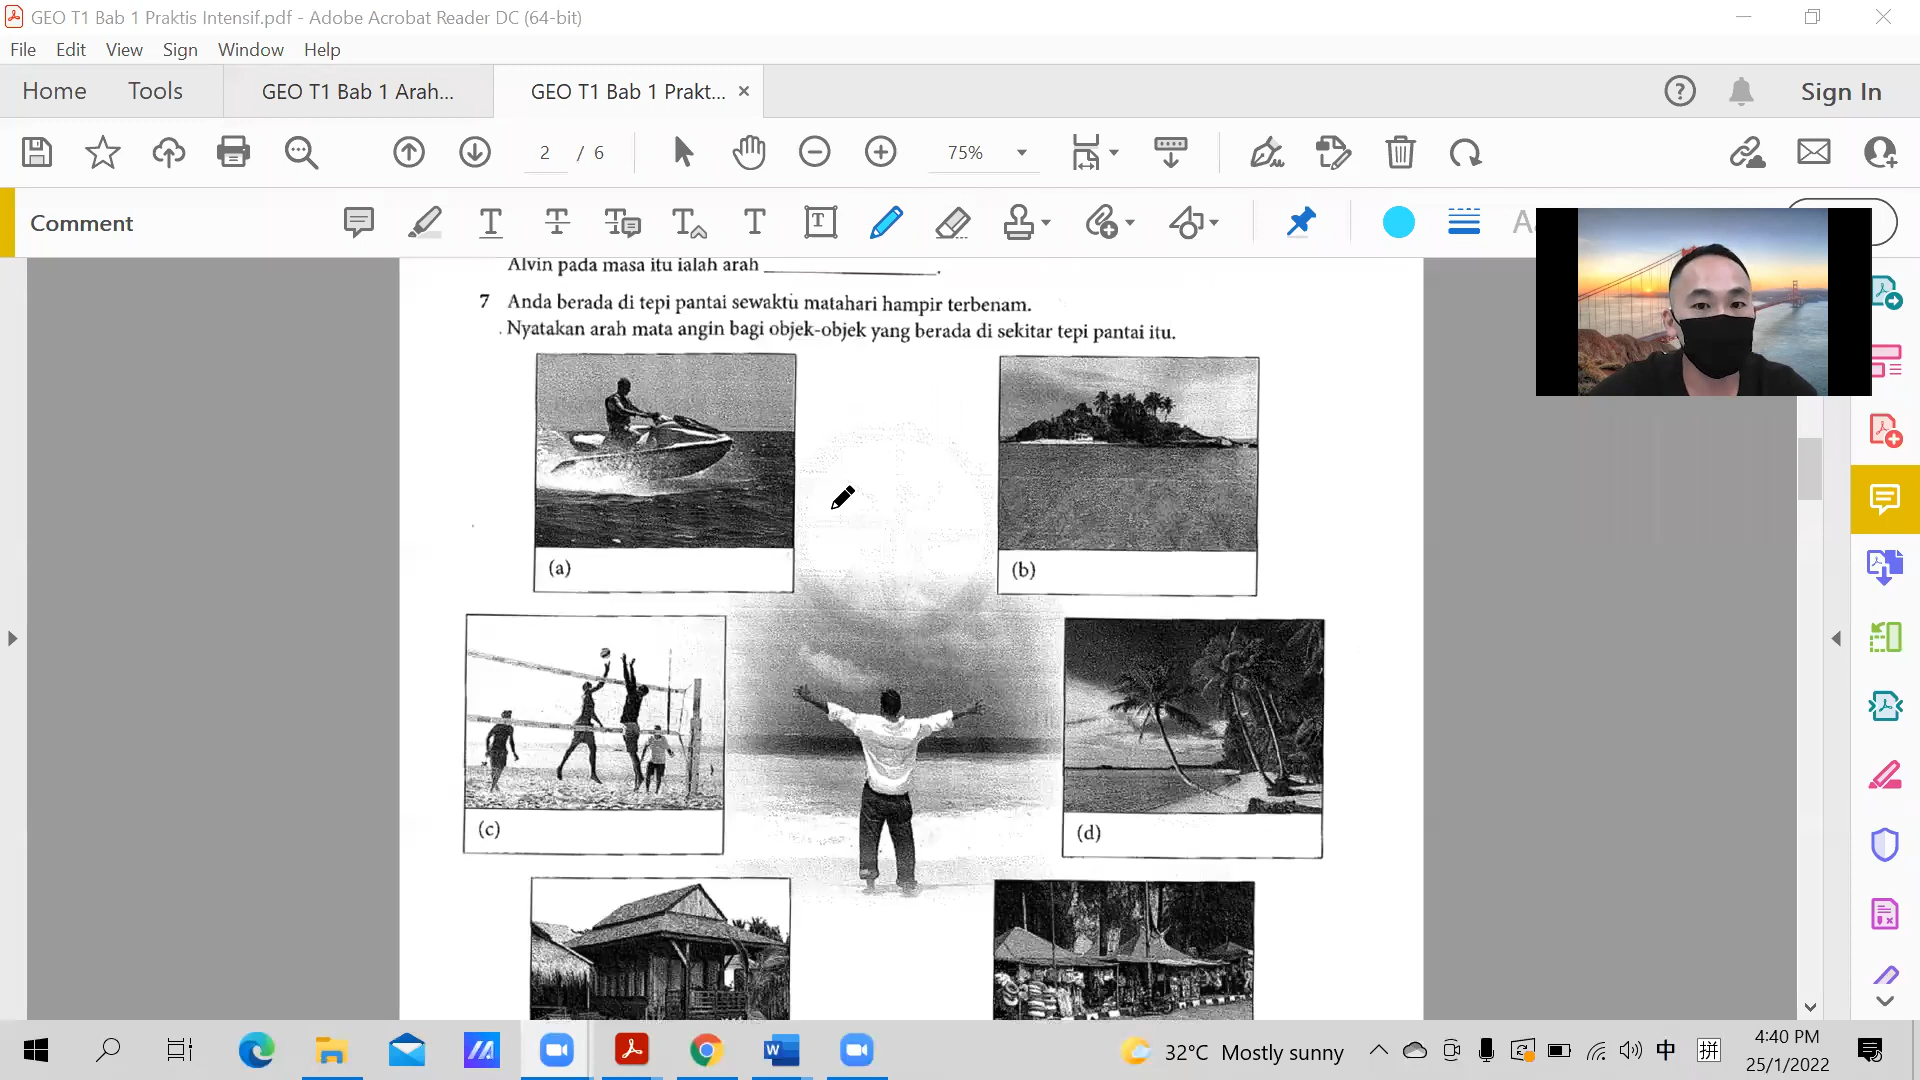 GEO T1 Bab 1 Praktis Intensif.pdf - Adobe Acrobat Reader DC (64-bit)
File Edit View Sign Window Help
Home Tools GEO T1 Bab 1 Arah... GEO T1 Bab 1 Prakt... Sign In
2 / 6 75%
Comment
Alvin pada masa itu ialah arah ________________.
7 Anda berada di tepi pantai sewaktu matahari hampir terbenam.
Nyatakan arah mata angin bagi objek-objek yang berada di sekitar tepi pantai itu.
(a)
(b)
(c)
(d)
32°C Mostly sunny 中 拼 4:40 PM
25/1/2022